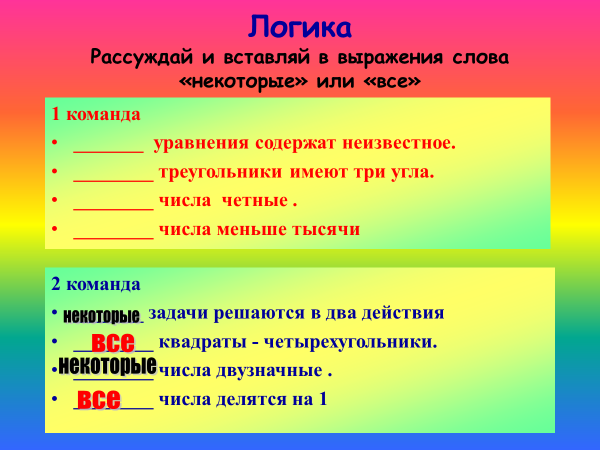 Логика
Рассуждай и вставляй в выражения слова
«некоторые» или «все»
1 команда
• _______ уравнения содержат неизвестное.
• ________ треугольники имеют три угла.
• ________ числа четные .
• ________ числа меньше тысячи
2 команда
• некоторые задачи решаются в два действия
• все квадраты - четырехугольники.
• некоторые числа двузначные .
• все числа делятся на 1